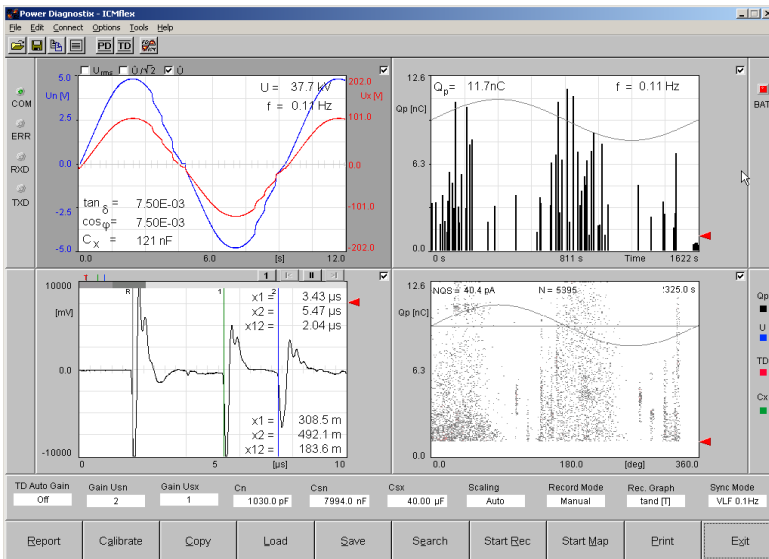 Power Diagnostix - ICMflex
File Edit Connect Options Tools Help
PD TD
COM
ERR
RXD
TXD
U rms Û/√2 Û
5.0
Un [V]
2.5
0.0
-2.5
-5.0
U = 37.7 kV
f = 0.11 Hz
202.0
Ux [V]
101.0
0.0
-101.0
-202.0
tan δ = 7.50E-03
cos φ = 7.50E-03
C x = 121 nF
0.0 6.0 [s] 12.0
12.6
Qp [nC]
6.3
0.0
Qp = 11.7nC f = 0.11 Hz
0 s 811 s Time 1622 s
BAT
T
1 |< II >|
10000
[mV]
0.0
-10000
R 1 2
x1 = 3.43 µs
x2 = 5.47 µs
x12 = 2.04 µs
x1 = 308.5 m
x2 = 492.1 m
x12 = 183.6 m
0 5 [µs] 10
12.6
Qp [nC]
6.3
0.0
NQS = 40.4 pA N = 5395 1325.0 s
0.0 180.0 [deg] 360.0
Qp
U
TD
Cx
TD Auto Gain Gain Usn Gain Usx Cn Csn Csx Scaling Record Mode Rec. Graph Sync Mode
Off 2 1 1030.0 pF 7994.0 nF 40.00 µF Auto Manual tand [T] VLF 0.1Hz
Report Calibrate Copy Load Save Search Start Rec Start Map Print Exit